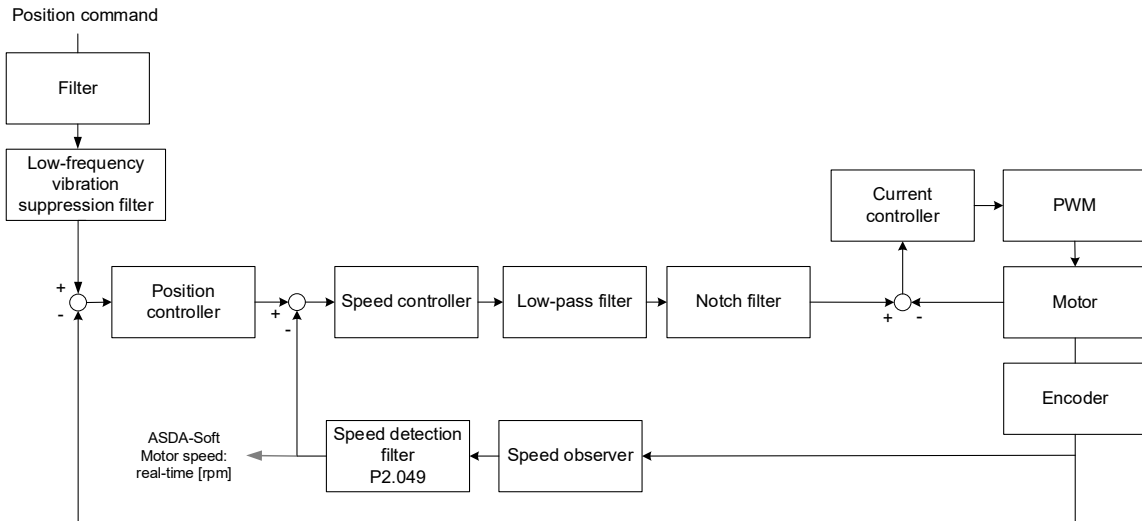 Position command
Filter
Low-frequency
vibration
suppression filter
Current
controller
PWM
+
-
Position
controller
+
-
Speed controller
Low-pass filter
Notch filter
+
-
Motor
Encoder
ASDA-Soft
Motor speed:
real-time [rpm]
Speed detection
filter
P2.049
Speed observer